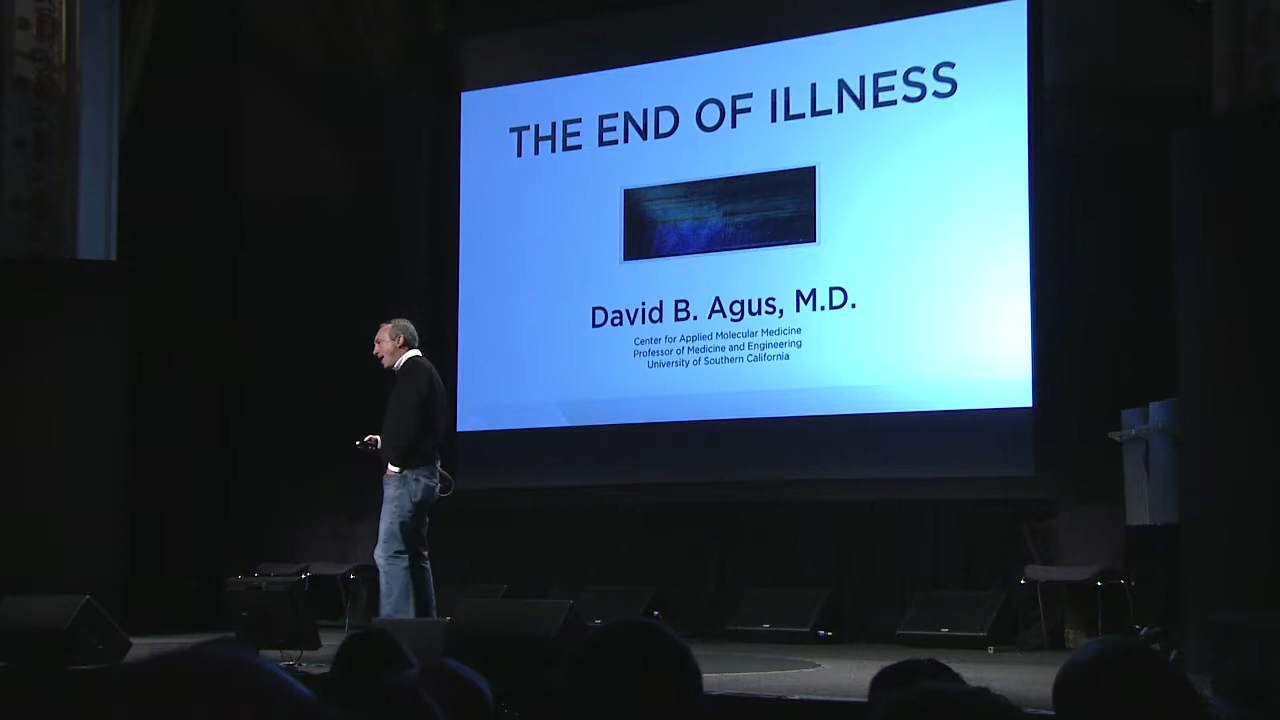 THE END OF ILLNESS
David B. Agus, M.D.
Center for Applied Molecular Medicine
Professor of Medicine and Engineering
University of Southern California